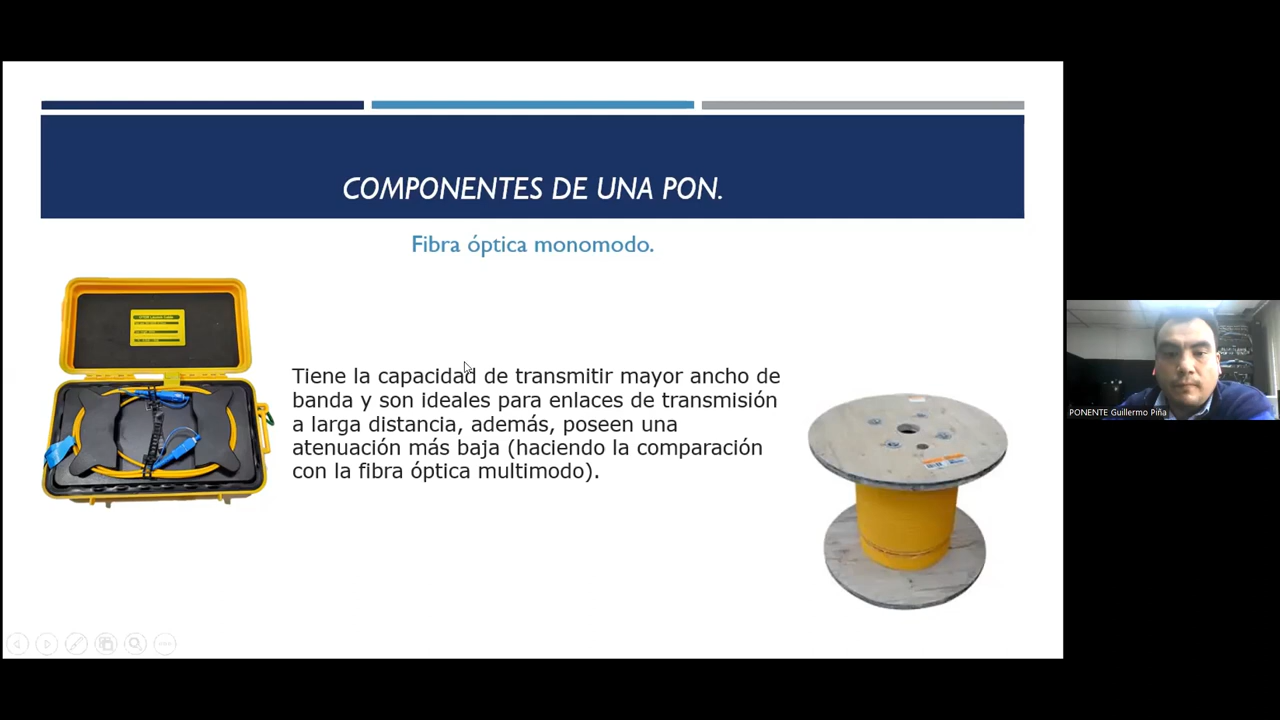 COMPONENTES DE UNA PON.
Fibra óptica monomodo.
Tiene la capacidad de transmitir mayor ancho de
banda y son ideales para enlaces de transmisión
a larga distancia, además, poseen una
atenuación más baja (haciendo la comparación
con la fibra óptica multimodo).
PONENTE Guillermo Piña